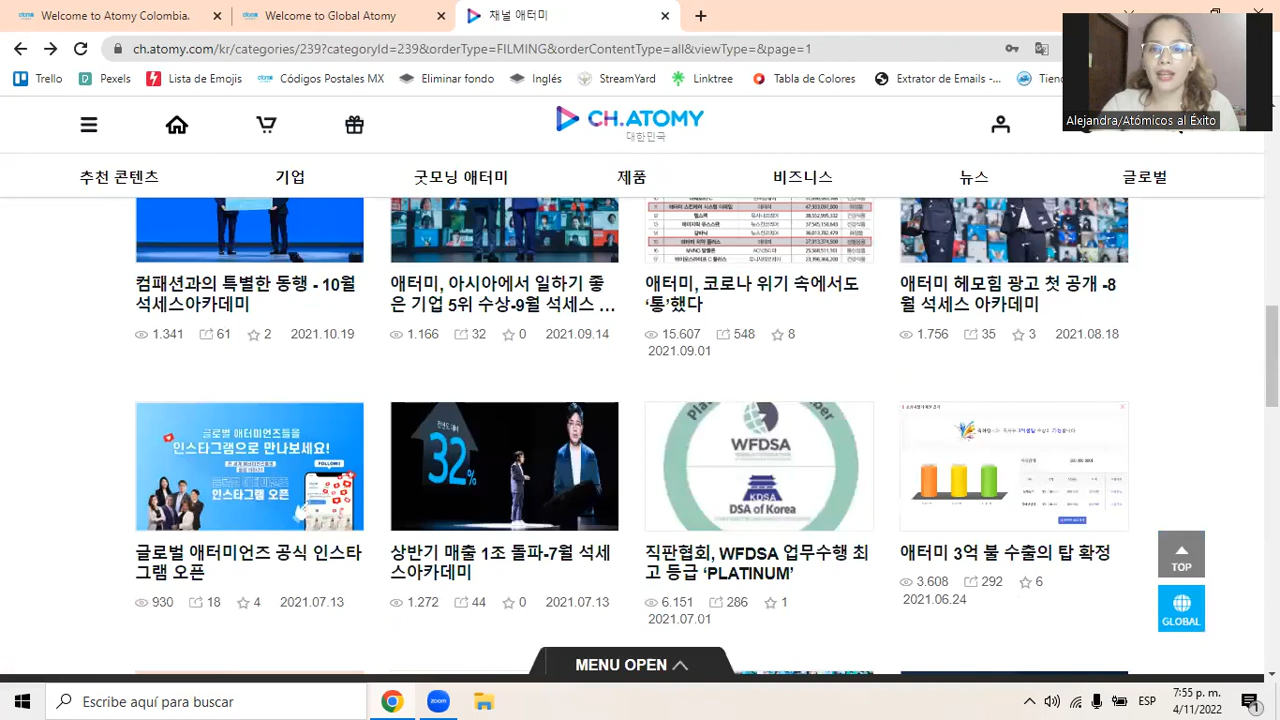 Welcome to Atomy Colombia.
Welcome to Global Atomy
채널 애터미
ch.atomy.com/kr/categories/239?categoryId=239&orderType=FILMING&orderContentType=all&viewType=&page=1
Trello
Pexels
Lista de Emojis
Códigos Postales MX
Eliminar fondo
Inglés
StreamYard
Linktree
Tabla de Colores
Extrator de Emails -...
Alejandra/Atómicos al Éxito
CH.ATOMY
대한민국
추천 콘텐츠
기업
굿모닝 애터미
제품
비즈니스
뉴스
글로벌
컴패션과의 특별한 동행 - 10월
석세스아카데미
1.341 61 2 2021.10.19
애터미, 아시아에서 일하기 좋
은 기업 5위 수상-9월 석세스 ...
1.166 32 0 2021.09.14
애터미, 코로나 위기 속에서도
‘통’했다
15.607 548 8
2021.09.01
애터미 헤모힘 광고 첫 공개 -8
월 석세스 아카데미
1.756 35 3 2021.08.18
글로벌 애터미언즈들을
인스타그램으로 만나보세요!
인스타그램 오픈
글로벌 애터미언즈 공식 인스타
그램 오픈
930 18 4 2021.07.13
32%
상반기 매출 1조 돌파-7월 석세
스아카데미
1.272 44 0 2021.07.13
WFDSA
KDSA
DSA of Korea
직판협회, WFDSA 업무수행 최
고 등급 ‘PLATINUM’
6.151 286 1
2021.07.01
애터미 3억 불 수출의 탑 확정
3.608 292 6
2021.06.24
TOP
GLOBAL
MENU OPEN
Escribe aquí para buscar
zoom
ESP
7:55 p. m.
4/11/2022